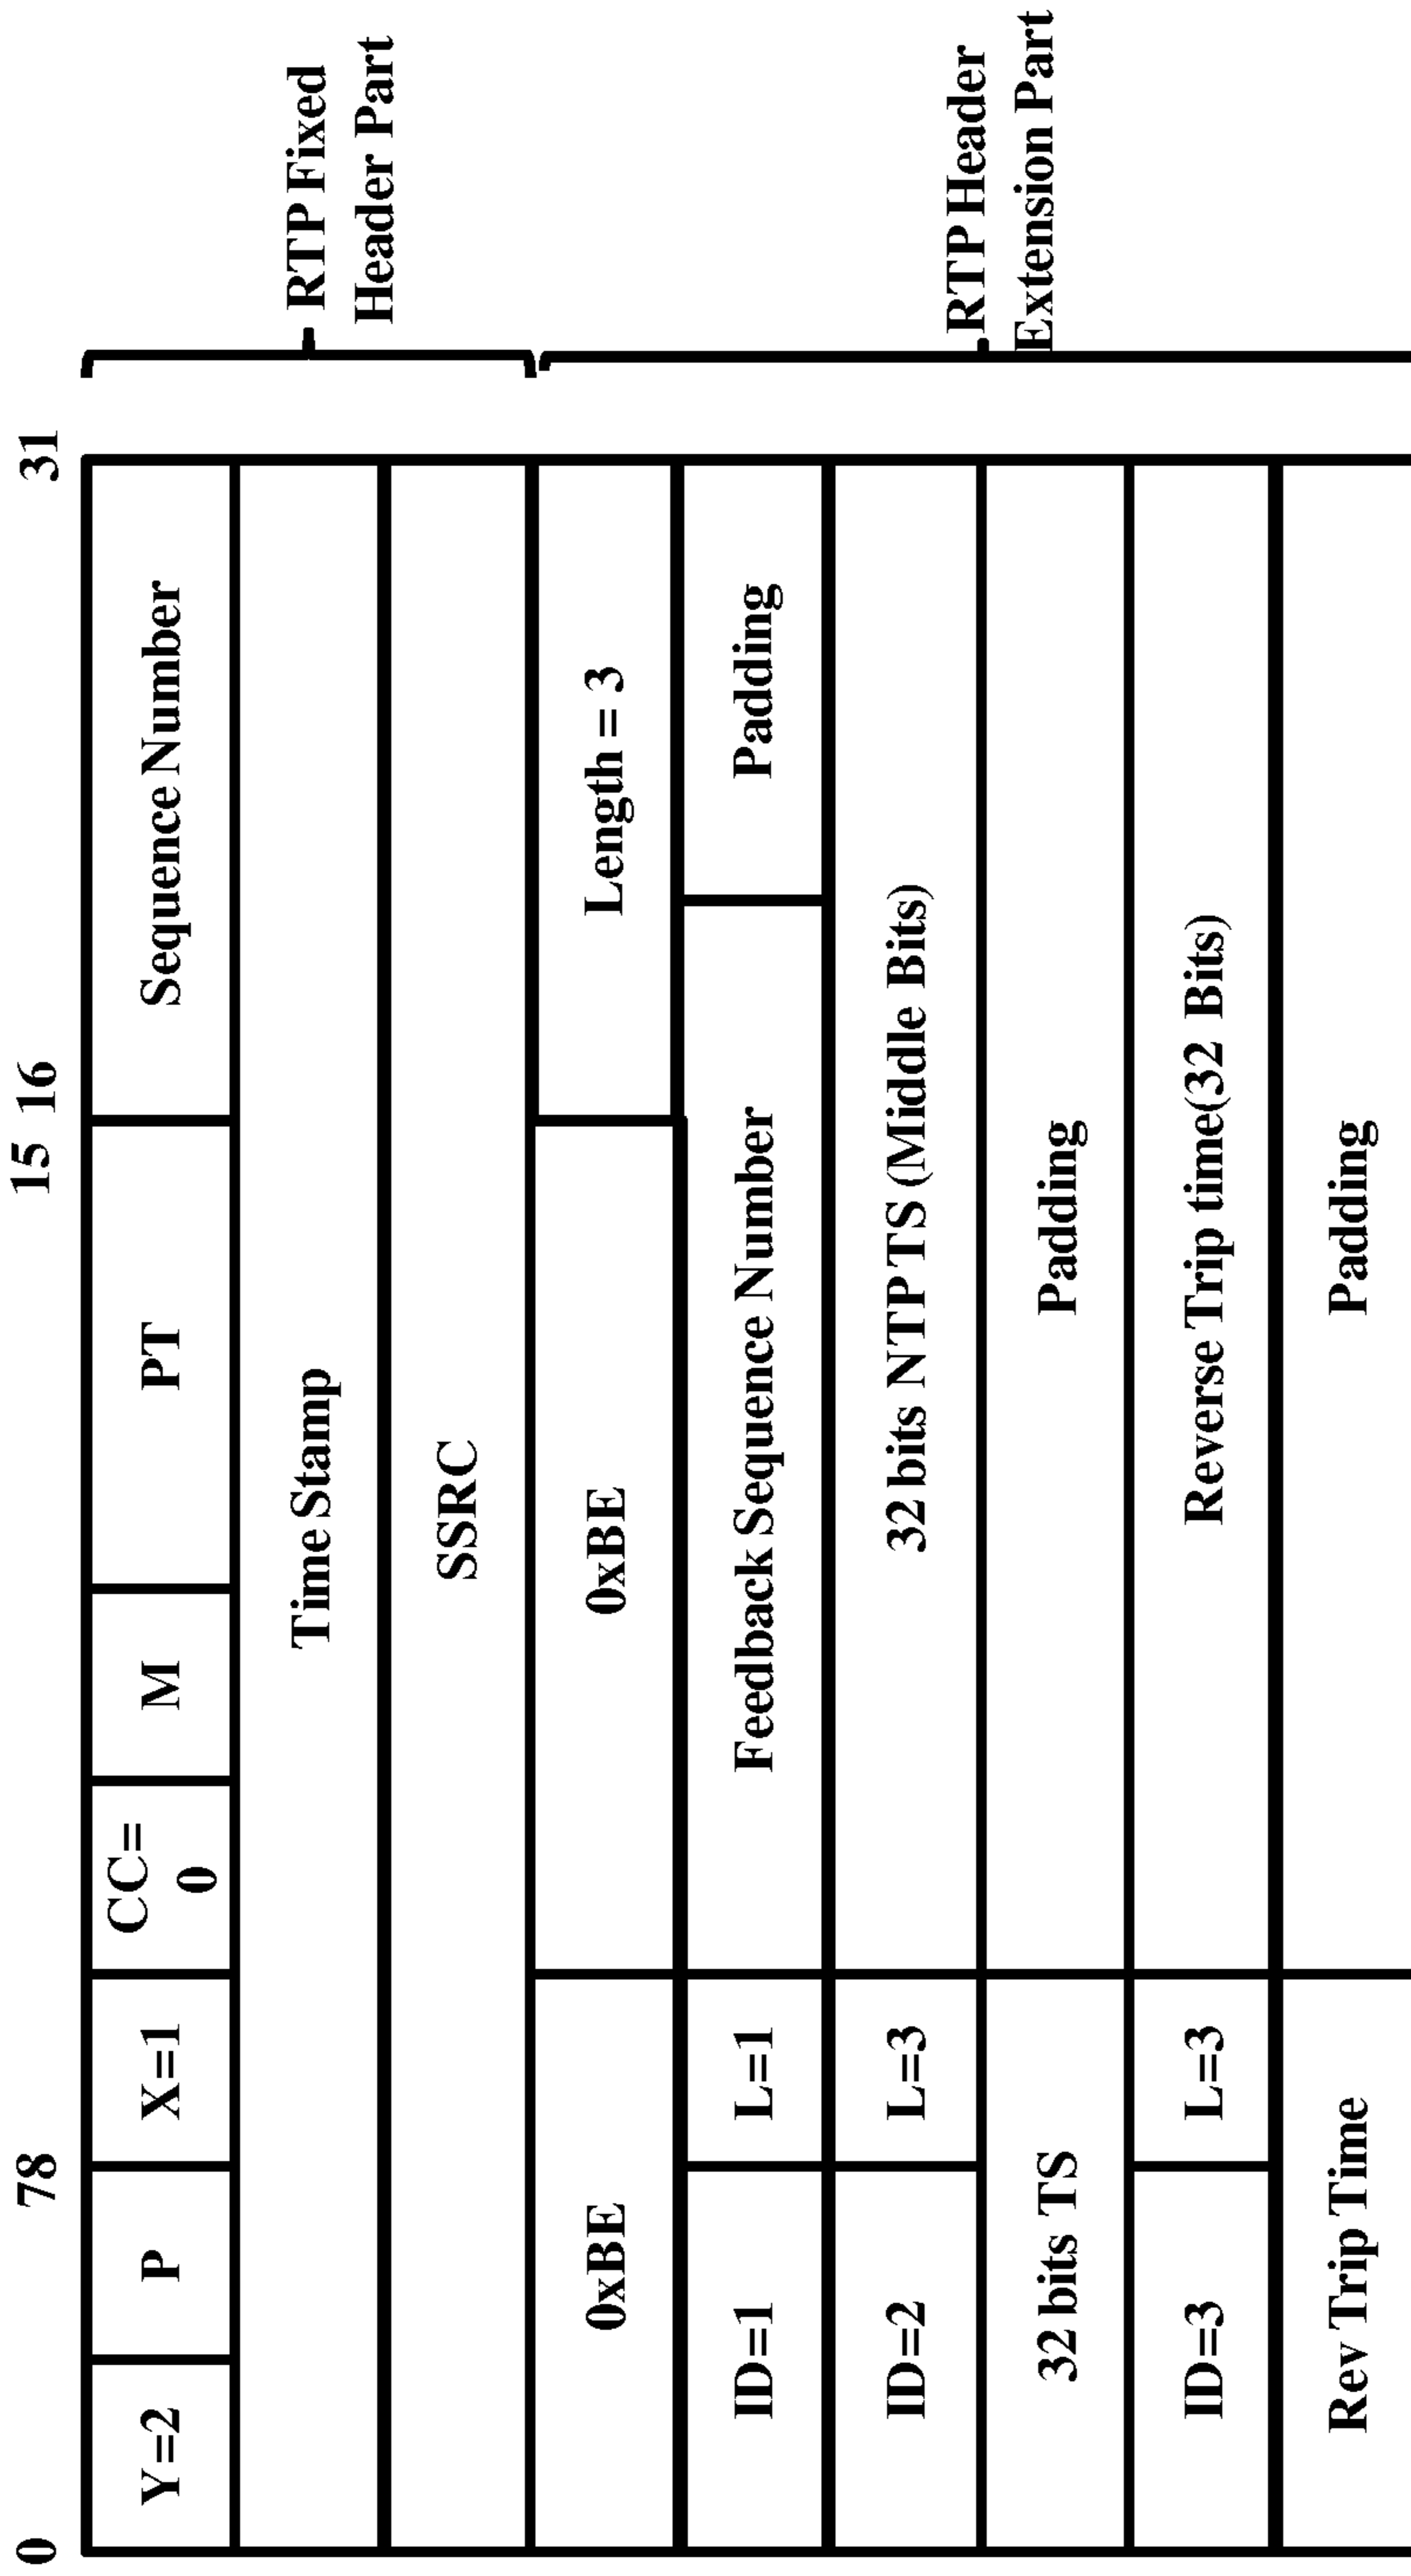 0 78 15 16 31
Y=2 P X=1 CC= 0 M PT Sequence Number
Time Stamp
SSRC
RTP Fixed
Header Part
0xBE 0xBE Length = 3
ID=1 L=1 Feedback Sequence Number Padding
ID=2 L=3 32 bits NTPTS (Middle Bits)
32 bits TS Padding
ID=3 L=3 Reverse Trip time(32 Bits)
Rev Trip Time Padding
RTP Header
Extension Part